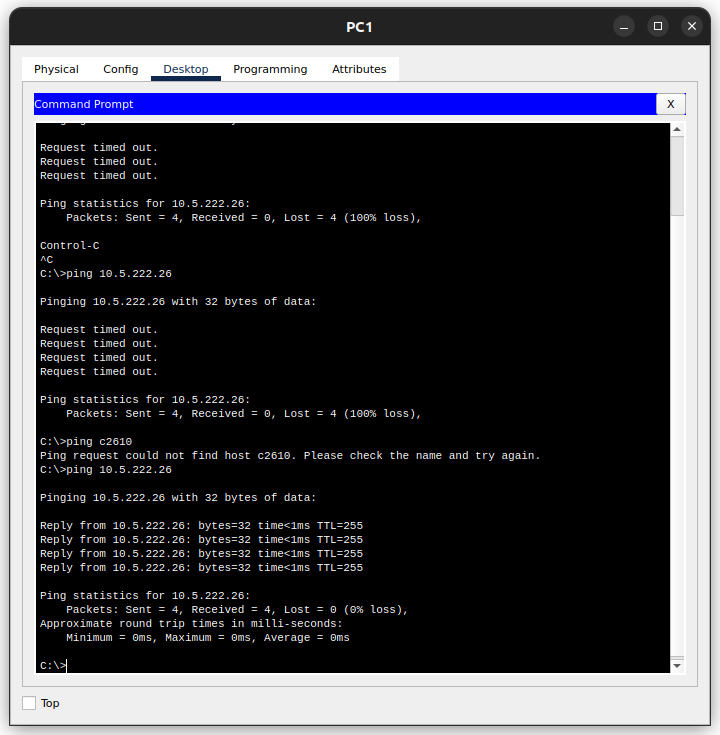 PC1
Physical Config Desktop Programming Attributes
Command Prompt X
Request timed out.
Request timed out.
Request timed out.
Ping statistics for 10.5.222.26:
Packets: Sent = 4, Received = 0, Lost = 4 (100% loss),
Control-C
^C
C:\>ping 10.5.222.26
Pinging 10.5.222.26 with 32 bytes of data:
Request timed out.
Request timed out.
Request timed out.
Request timed out.
Ping statistics for 10.5.222.26:
Packets: Sent = 4, Received = 0, Lost = 4 (100% loss),
C:\>ping c2610
Ping request could not find host c2610. Please check the name and try again.
C:\>ping 10.5.222.26
Pinging 10.5.222.26 with 32 bytes of data:
Reply from 10.5.222.26: bytes=32 time<1ms TTL=255
Reply from 10.5.222.26: bytes=32 time<1ms TTL=255
Reply from 10.5.222.26: bytes=32 time<1ms TTL=255
Reply from 10.5.222.26: bytes=32 time<1ms TTL=255
Ping statistics for 10.5.222.26:
Packets: Sent = 4, Received = 4, Lost = 0 (0% loss),
Approximate round trip times in milli-seconds:
Minimum = 0ms, Maximum = 0ms, Average = 0ms
C:\>
Top